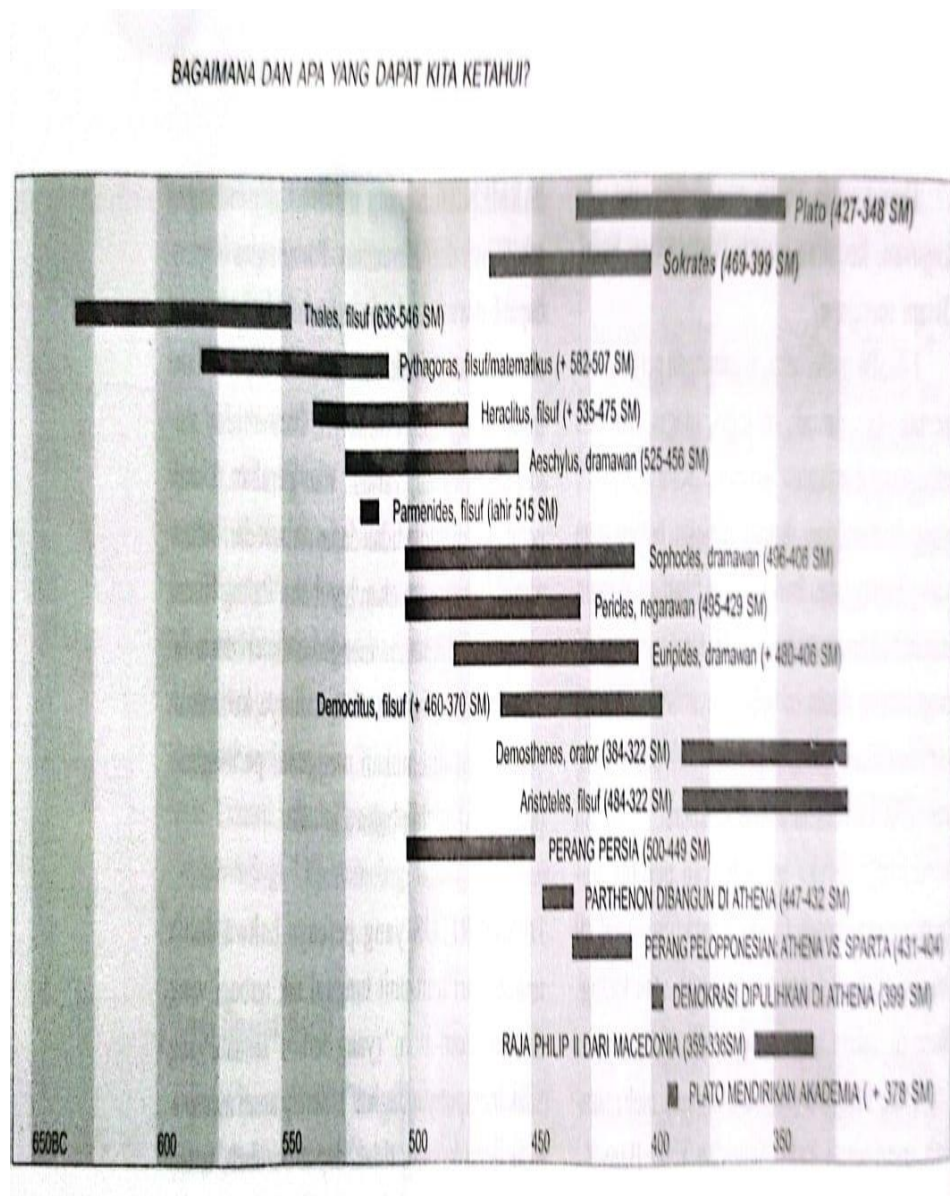 BAGAIMANA DAN APA YANG DAPAT KITA KETAHUI?
Plato (427-348 SM)
Sokrates (469-399 SM)
Thales, filsuf (636-546 SM)
Pythagoras, filsuf/matematikus (+ 582-507 SM)
Heraclitus, filsuf (+ 535-475 SM)
Aeschylus, dramawan (525-456 SM)
Parmenides, filsuf (lahir 515 SM)
Sophocles, dramawan (496-406 SM)
Pericles, negarawan (495-429 SM)
Euripides, dramawan (+ 480-406 SM)
Democritus, filsuf (+ 460-370 SM)
Demosthenes, orator (384-322 SM)
Aristoteles, filsuf (484-322 SM)
PERANG PERSIA (500-449 SM)
PARTHENON DIBANGUN DI ATHENA (447-432 SM)
PERANG PELOPPONESIAN: ATHENA VS. SPARTA (431-404)
DEMOKRASI DIPULIHKAN DI ATHENA (399 SM)
RAJA PHILIP II DARI MACEDONIA (359-336SM)
PLATO MENDIRIKAN AKADEMIA ( + 378 SM)
650BC 600 550 500 450 400 350